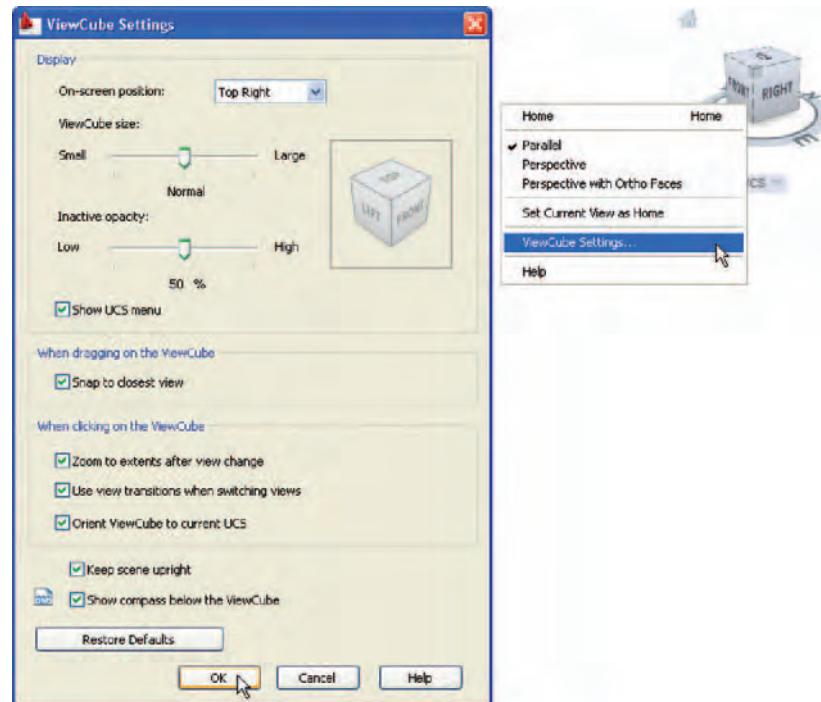 ViewCube Settings
Display
On-screen position: Top Right
ViewCube size:
Small Large
Normal
TOP
LEFT FRONT
Inactive opacity:
Low High
50 %
Show UCS menu
When dragging on the ViewCube
Snap to closest view
When clicking on the ViewCube
Zoom to extents after view change
Use view transitions when switching views
Orient ViewCube to current UCS
Keep scene upright
DWG Show compass below the ViewCube
Restore Defaults
OK Cancel Help
FRONT RIGHT
Home Home
Parallel
Perspective
Perspective with Ortho Faces
Set Current View as Home
ViewCube Settings...
Help
CS
E